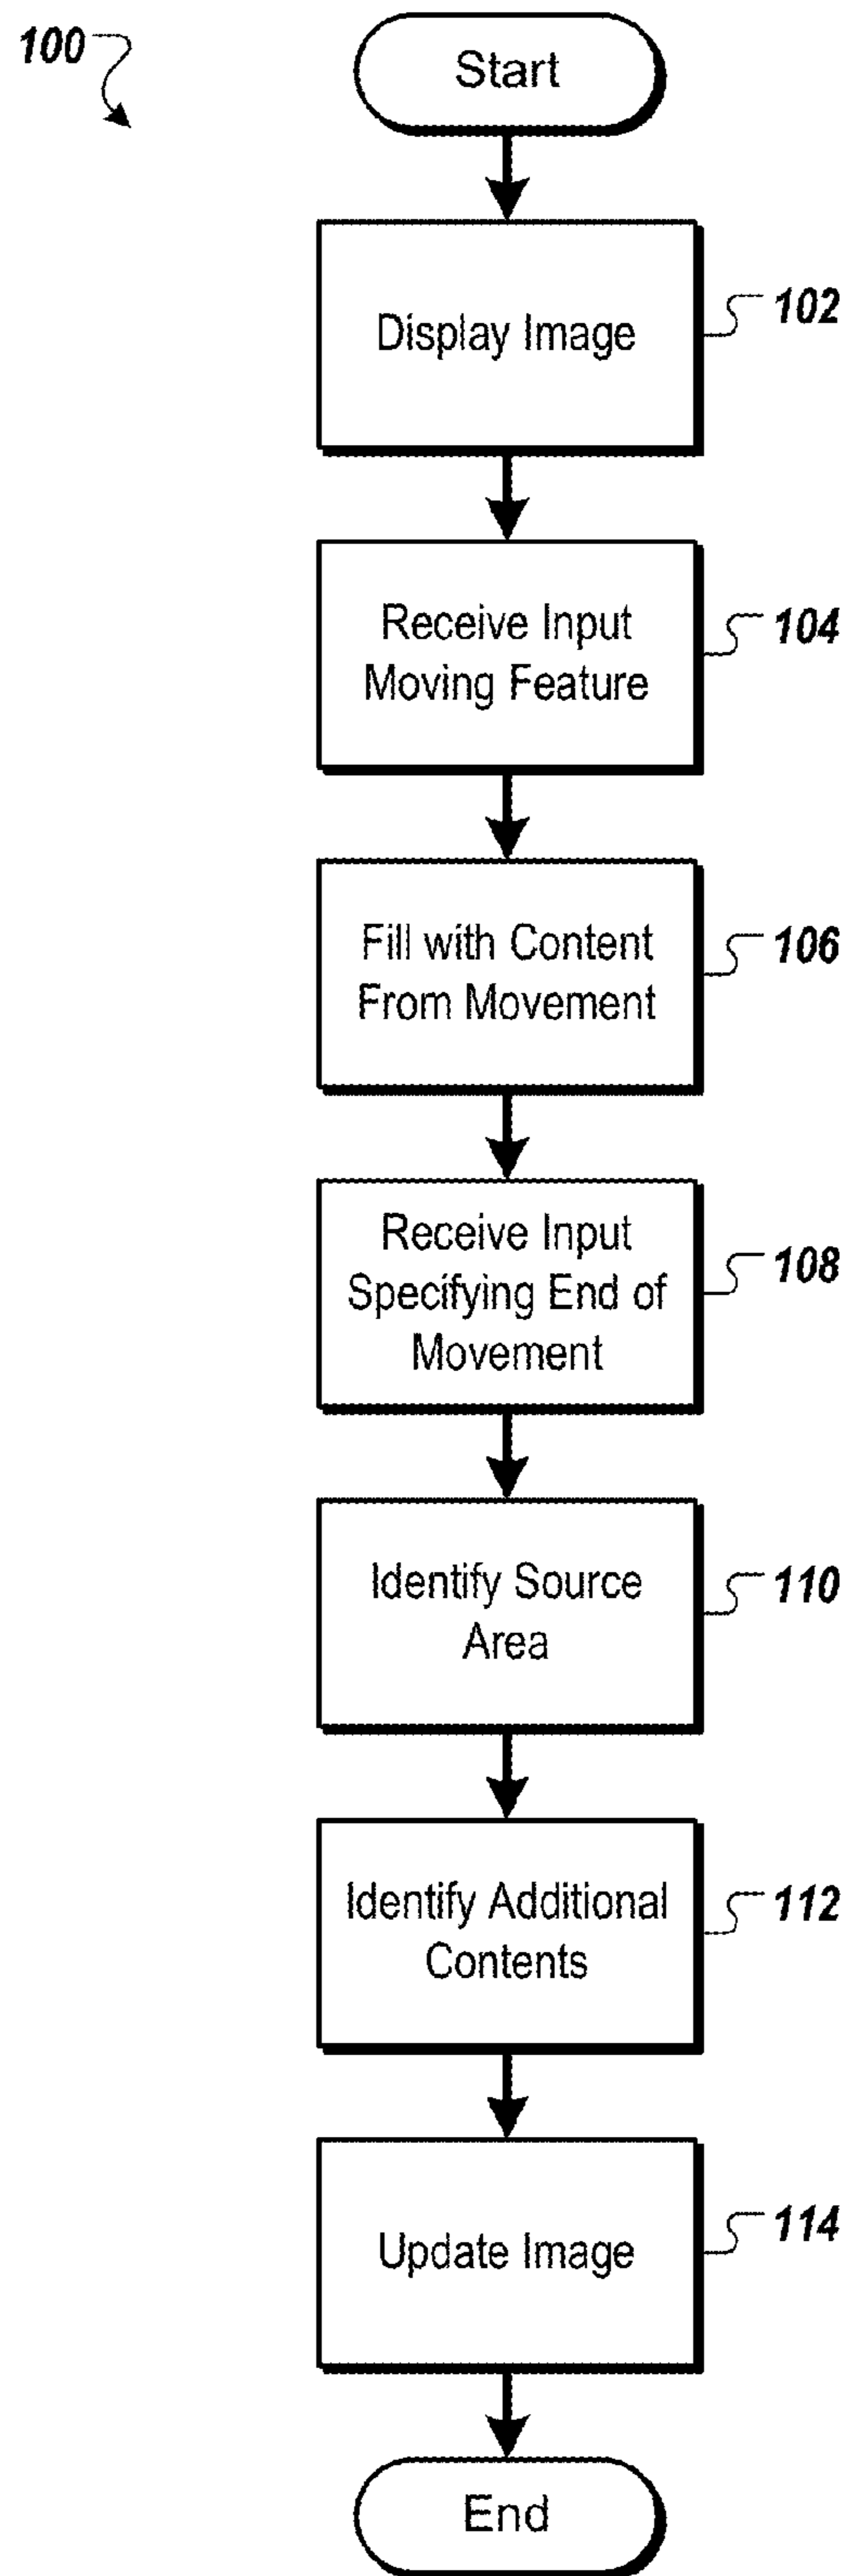 100
Start
Display Image
102
Receive Input
Moving Feature
104
Fill with Content
From Movement
106
Receive Input
Specifying End of
Movement
108
Identify Source
Area
110
Identify Additional
Contents
112
Update Image
114
End